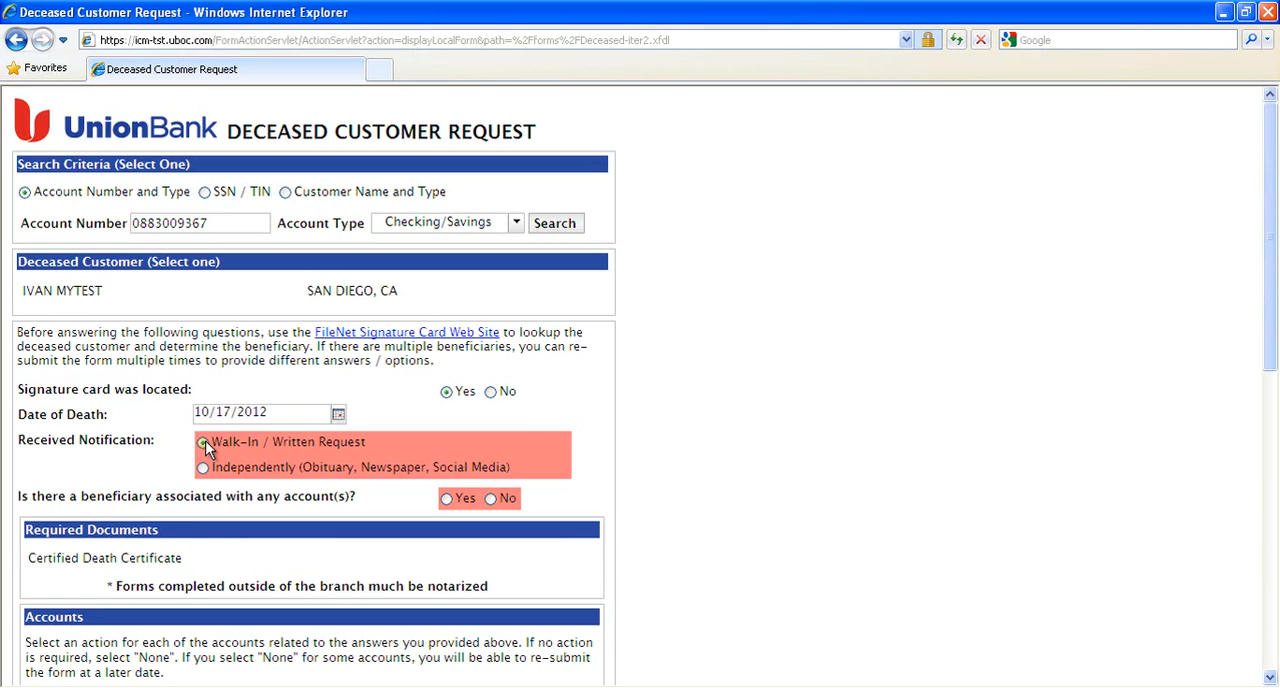 Deceased Customer Request - Windows Internet Explorer
https://icm-tst.uboc.com/FormActionServlet/ActionServlet?action=displayLocalForm&path=%2Fforms%2FDeceased-iter2.xfdl
Google
Favorites
Deceased Customer Request
UnionBank DECEASED CUSTOMER REQUEST
Search Criteria (Select One)
Account Number and Type SSN / TIN Customer Name and Type
Account Number 0883009367 Account Type Checking/Savings Search
Deceased Customer (Select one)
IVAN MYTEST SAN DIEGO, CA
Before answering the following questions, use the FileNet Signature Card Web Site to lookup the
deceased customer and determine the beneficiary. If there are multiple beneficiaries, you can re-
submit the form multiple times to provide different answers / options.
Signature card was located: Yes No
Date of Death: 10/17/2012
Received Notification: Walk-In / Written Request
Independently (Obituary, Newspaper, Social Media)
Is there a beneficiary associated with any account(s)? Yes No
Required Documents
Certified Death Certificate
* Forms completed outside of the branch much be notarized
Accounts
Select an action for each of the accounts related to the answers you provided above. If no action
is required, select "None". If you select "None" for some accounts, you will be able to re-submit
the form at a later date.